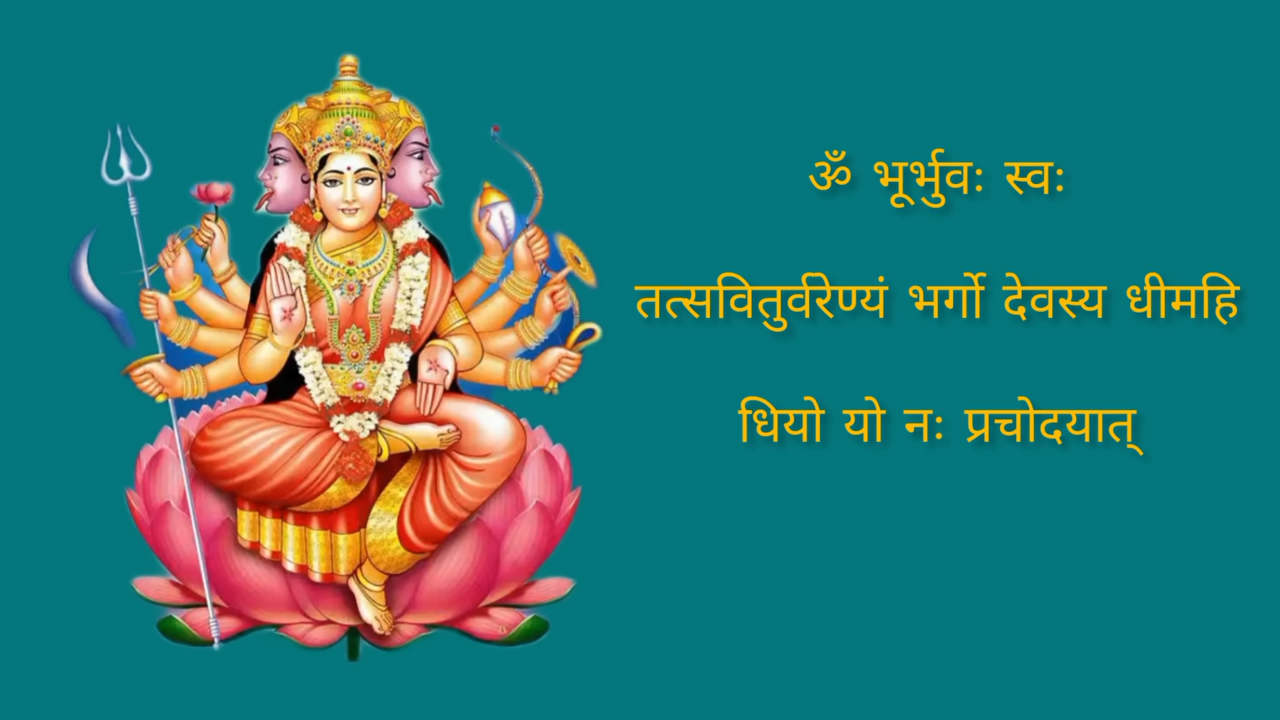 ॐ भूर्भुवः स्वः
तत्सवितुर्वरेण्यं भर्गो देवस्य धीमहि
धियो यो नः प्रचोदयात्